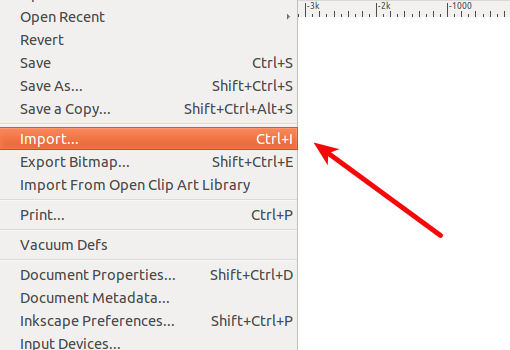 Open Recent
-3k -2k -1000
Revert
Save Ctrl+S
Save As... Shift+Ctrl+S
Save a Copy... Shift+Ctrl+Alt+S
Import... Ctrl+I
Export Bitmap... Shift+Ctrl+E
Import From Open Clip Art Library
Print... Ctrl+P
Vacuum Defs
Document Properties... Shift+Ctrl+D
Document Metadata...
Inkscape Preferences... Shift+Ctrl+P
Input Devices...